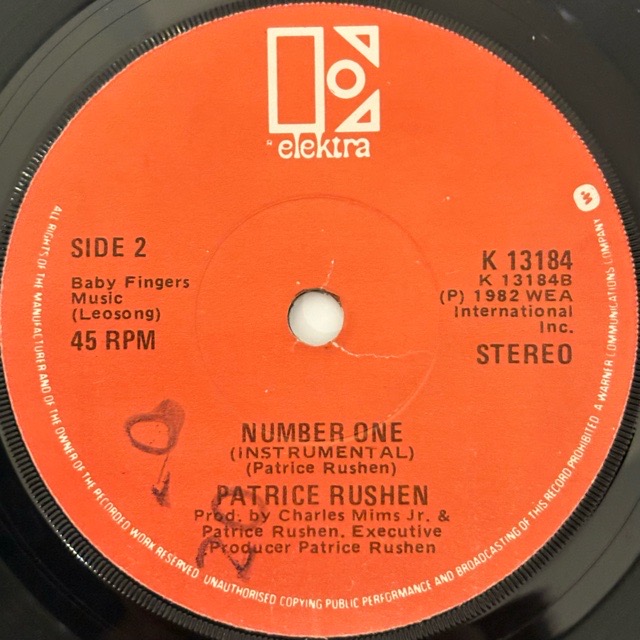 elektra
SIDE 2
Baby Fingers
Music
(Leosong)
45 RPM
K 13184
K 13184B
(P) 1982 WEA
International
Inc.
STEREO
NUMBER ONE
(INSTRUMENTAL)
(Patrice Rushen)
PATRICE RUSHEN
Prod. by Charles Mims Jr. &
Patrice Rushen. Executive
Producer Patrice Rushen
ALL RIGHTS OF THE MANUFACTURER AND OF THE OWNER OF THE RECORDED WORK RESERVED. UNAUTHORISED COPYING PUBLIC PERFORMANCE AND BROADCASTING OF THIS RECORD PROHIBITED. A WARNER COMMUNICATIONS COMPANY